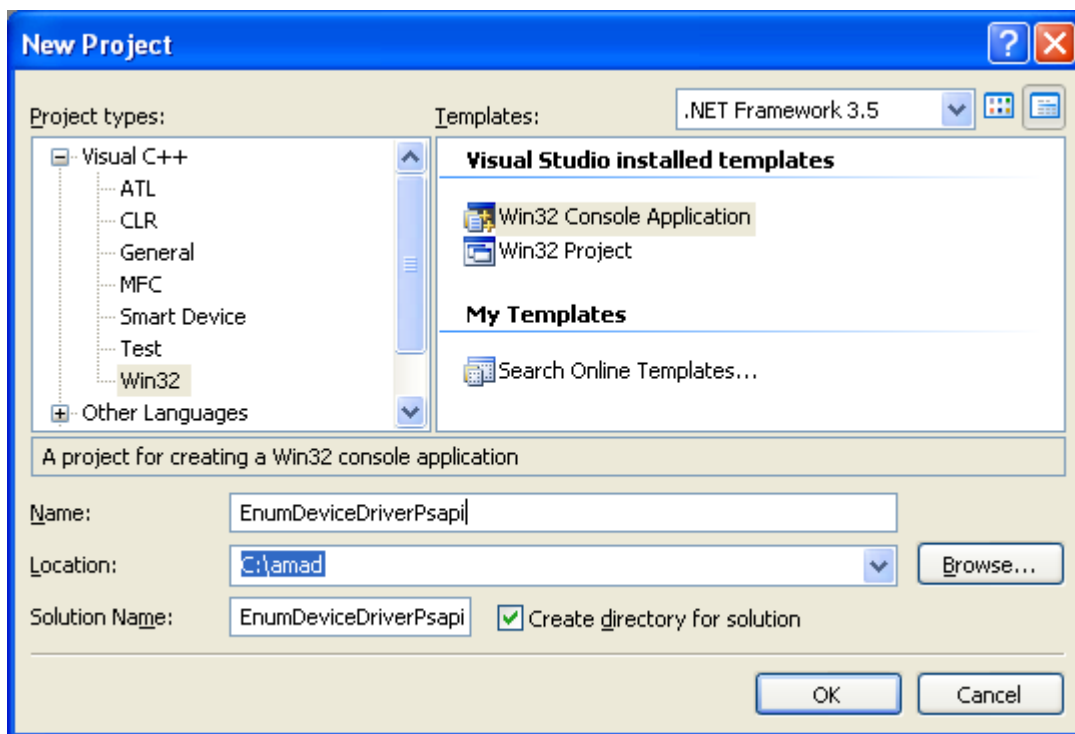 New Project
Project types:
Templates:
.NET Framework 3.5
Visual C++
ATL
CLR
General
MFC
Smart Device
Test
Win32
Other Languages
Visual Studio installed templates
Win32 Console Application
Win32 Project
My Templates
Search Online Templates...
A project for creating a Win32 console application
Name:
EnumDeviceDriverPsapi
Location:
C:\amad
Browse...
Solution Name:
EnumDeviceDriverPsapi
Create directory for solution
OK
Cancel